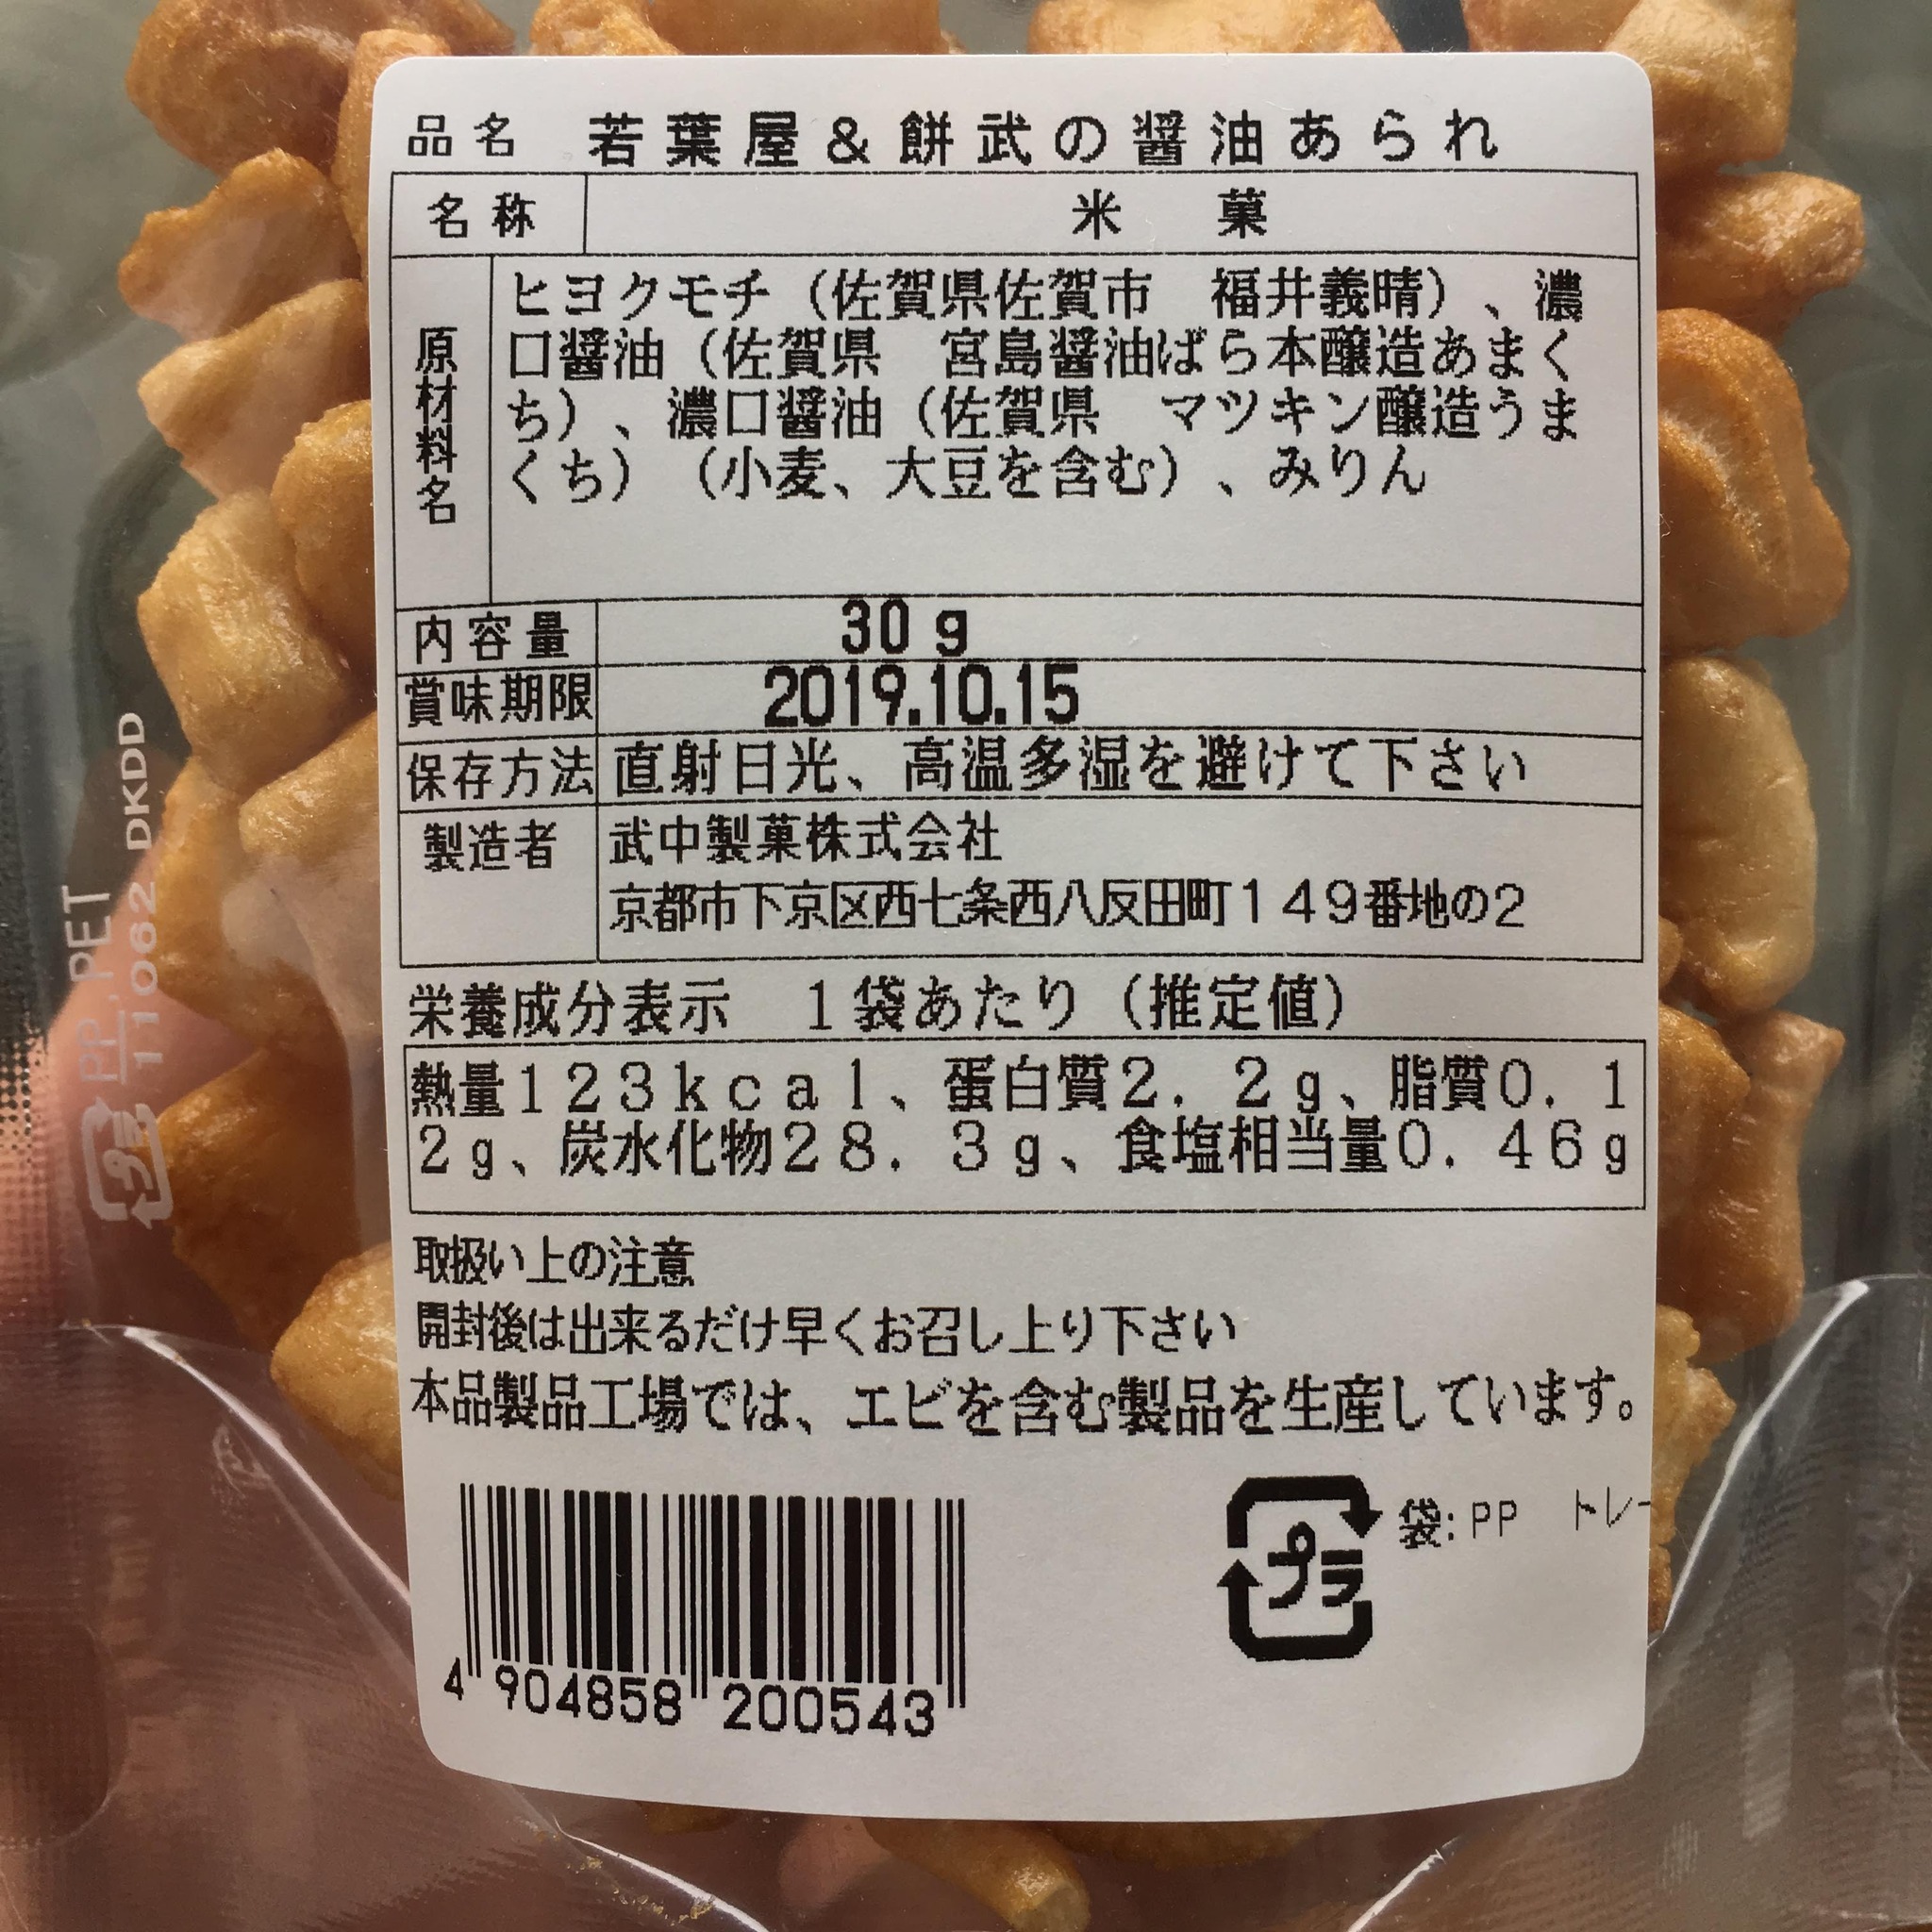 品名 若葉屋&餅武の醤油あられ
名称 米 菓
原材料名 ヒヨクモチ（佐賀県佐賀市 福井義晴）、濃
口醤油（佐賀県 宮島醤油ばら本醸造あまく
ち）、濃口醤油（佐賀県 マツキン醸造うま
くち）（小麦、大豆を含む）、みりん
内容量 30g
賞味期限 2019.10.15
保存方法 直射日光、高温多湿を避けて下さい
製造者 武中製菓株式会社
京都市下京区西七条西八反田町149番地の2
栄養成分表示 1袋あたり（推定値）
熱量123kcal、蛋白質2.2g、脂質0.1
2g、炭水化物28.3g、食塩相当量0.46g
取扱い上の注意
開封後は出来るだけ早くお召し上り下さい
本品製品工場では、エビを含む製品を生産しています。
プラ 袋:PP トレー
4 904858 200543
PP,PET
11062 DKDD
プラ